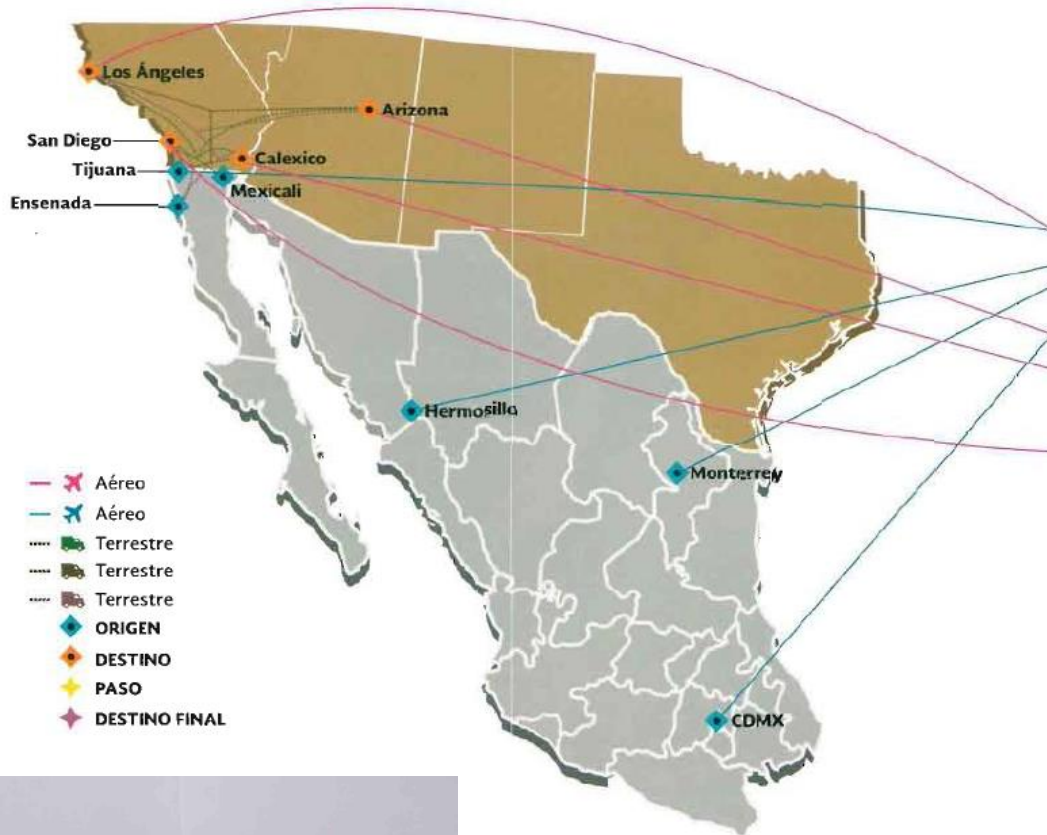 Los Ángeles
Arizona
San Diego
Calexico
Tijuana
Mexicali
Ensenada
Hermosillo
Monterrey
CDMX
Aéreo
Aéreo
Terrestre
Terrestre
Terrestre
ORIGEN
DESTINO
PASO
DESTINO FINAL